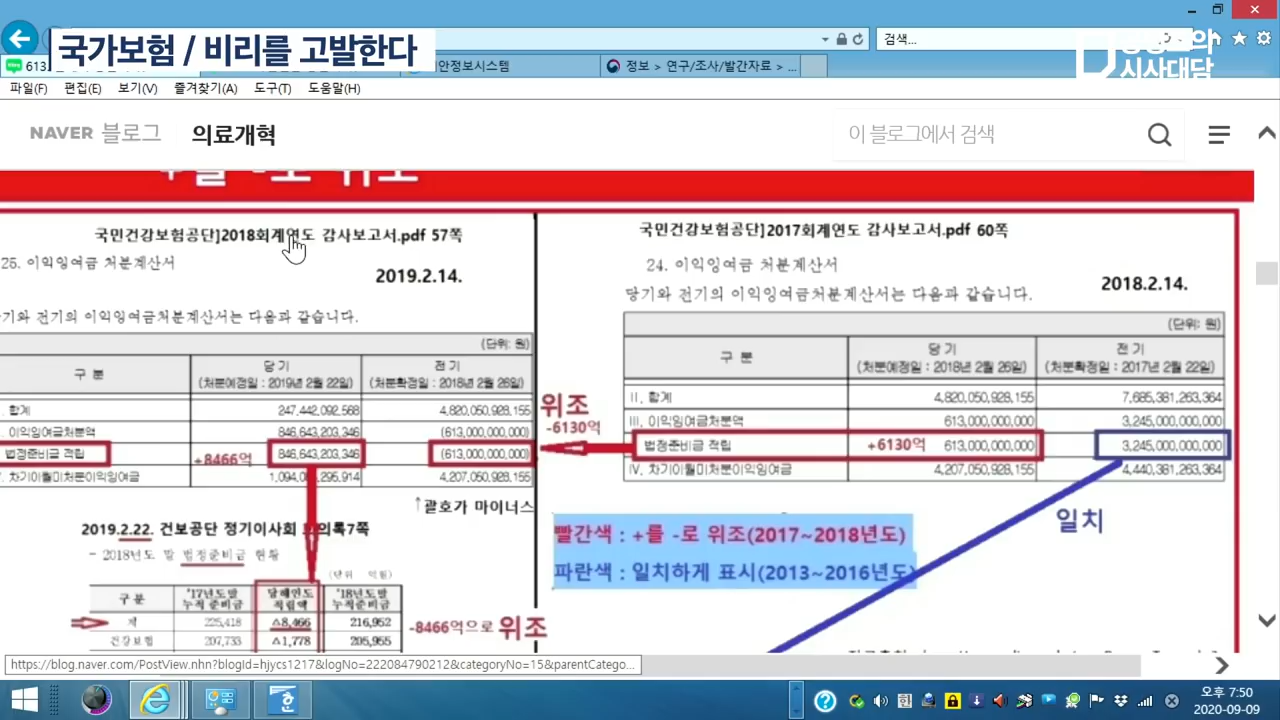 국가보험 / 비리를 고발한다
검색...
시사대담
613
안정보시스템
정보 > 연구/조사/발간자료 > ...
파일(F) 편집(E) 보기(V) 즐겨찾기(A) 도구(T) 도움말(H)
NAVER 블로그 의료개혁
이 블로그에서 검색
국민건강보험공단]2018회계연도 감사보고서.pdf 57쪽
25. 이익잉여금 처분계산서
2019.2.14.
기와 전기의 이익잉여금처분계산서는 다음과 같습니다.
(단위: 원)
구 분
당 기
(처분예정일 : 2019년 2월 22일)
전 기
(처분확정일 : 2018년 2월 26일)
. 합계 247,442,092,568 4,820,050,928,155
이익잉여금처분액 846,643,203,346 (613,000,000,000)
법정준비금 적립 +8466억 846,643,203,346 (613,000,000,000)
. 차기이월미처분이익잉여금 295,914 4,207,050,928,155
↑괄호가 마이너스
위조
-6130억
국민건강보험공단]2017회계연도 감사보고서.pdf 60쪽
24. 이익잉여금 처분계산서
2018.2.14.
당기와 전기의 이익잉여금처분계산서는 다음과 같습니다.
(단위: 원)
구 분
당 기
(처분예정일 : 2018년 2월 26일)
전 기
(처분확정일 : 2017년 2월 22일)
II. 합계 4,820,050,928,155 7,685,381,263,364
III. 이익잉여금처분액 613,000,000,000 3,245,000,000,000
법정준비금 적립 +6130억 613,000,000,000 3,245,000,000,000
IV. 차기이월미처분이익잉여금 4,207,050,928,155 4,440,381,263,364
일치
빨간색 : +를 -로 위조(2017~2018년도)
파란색 : 일치하게 표시(2013~2016년도)
2019.2.22. 건보공단 정기이사회 의록7쪽
- 2018년도 말 법정준비금 현황
(단위 : 억원)
구 분
'17년도말
누적준비금
당해연도
적립액
'18년도말
누적준비금
계 225,418 △8,466 216,952
건강보험 207,733 △1,778 205,955
-8466억으로 위조
https://blog.naver.com/PostView.nhn?blogId=hjycs1217&logNo=222084790212&categoryNo=15&parentCatego...
오후 7:50
2020-09-09